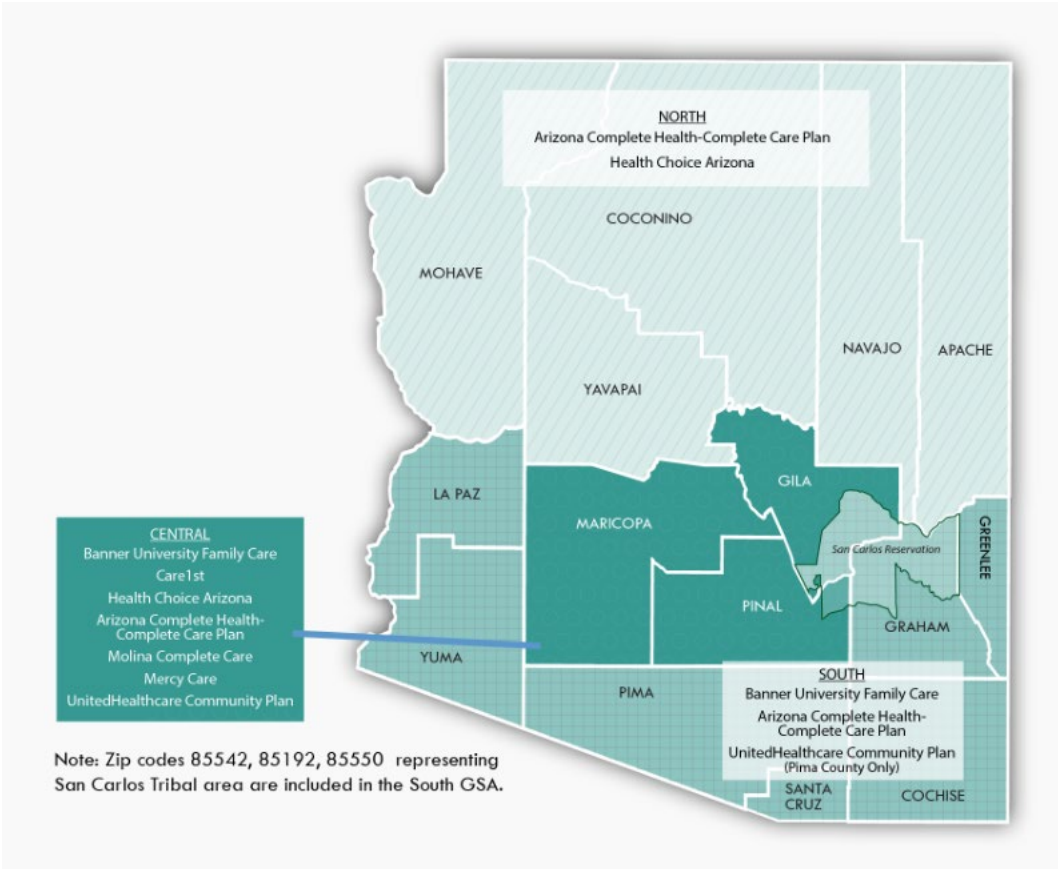 NORTH
Arizona Complete Health-Complete Care Plan
Health Choice Arizona
COCONINO
MOHAVE
NAVAJO
APACHE
YAVAPAI
GILA
LA PAZ
MARICOPA
GREENLEE
San Carlos Reservation
CENTRAL
Banner University Family Care
Care1st
Health Choice Arizona
Arizona Complete Health-
Complete Care Plan
Molina Complete Care
Mercy Care
UnitedHealthcare Community Plan
PINAL
GRAHAM
YUMA
PIMA
SOUTH
Banner University Family Care
Arizona Complete Health-
Complete Care Plan
UnitedHealthcare Community Plan
(Pima County Only)
SANTA
CRUZ
COCHISE
Note: Zip codes 85542, 85192, 85550 representing
San Carlos Tribal area are included in the South GSA.